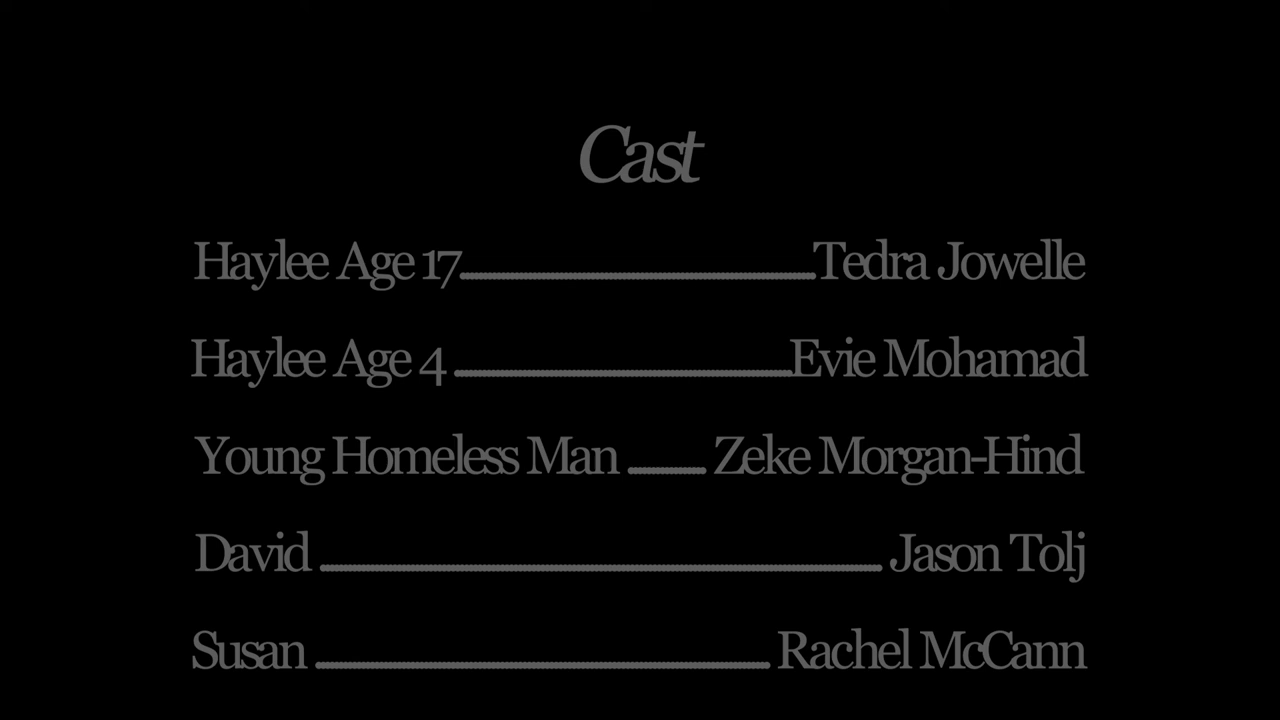 Cast
Haylee Age 17 Tedra Jowelle
Haylee Age 4 Evie Mohamad
Young Homeless Man Zeke Morgan-Hind
David Jason Tolj
Susan Rachel McCann